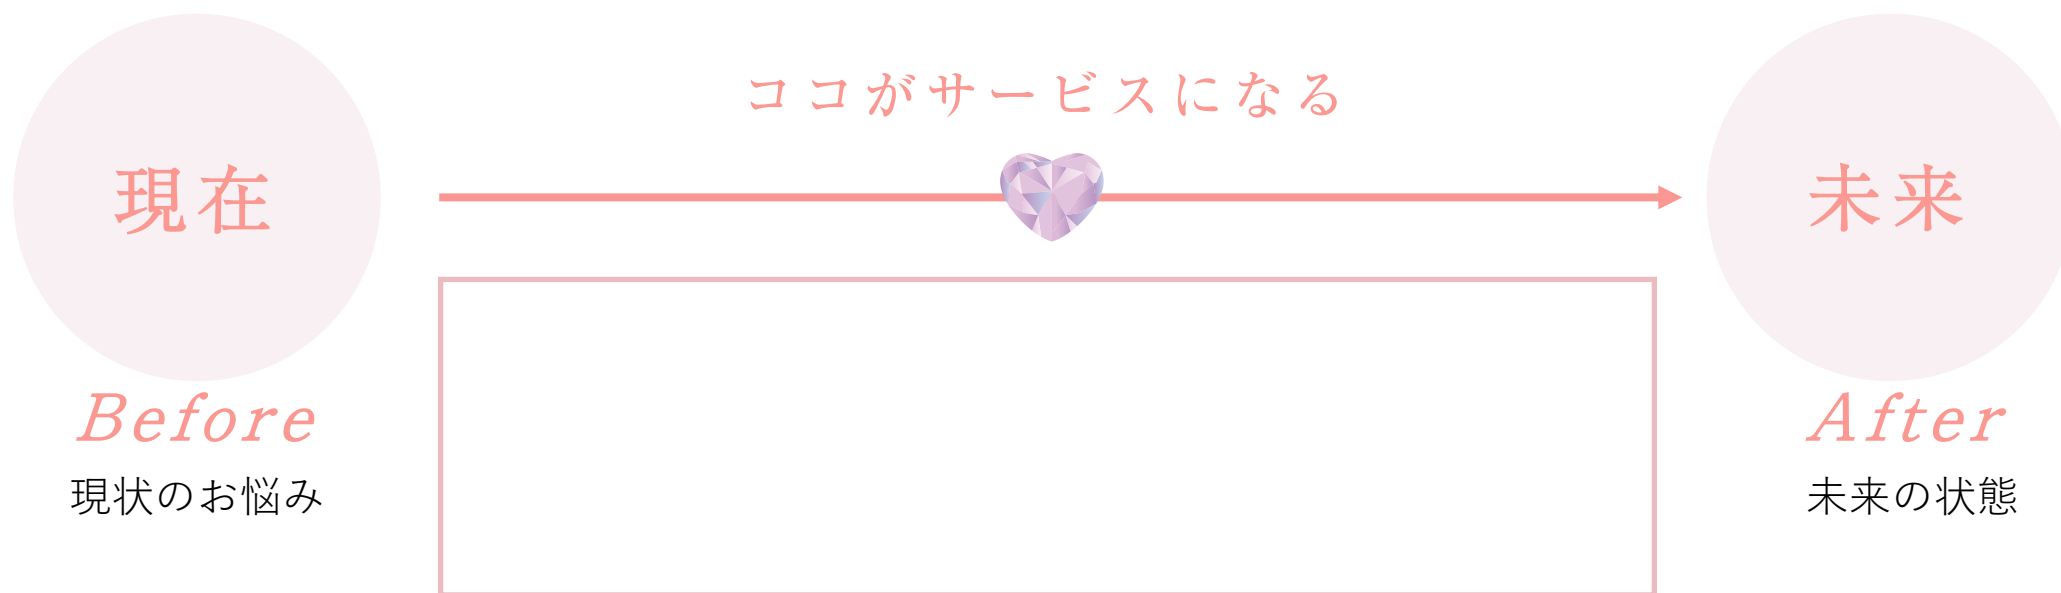 ココがサービスになる
現在
未来
Before
After
現状のお悩み
未来の状態